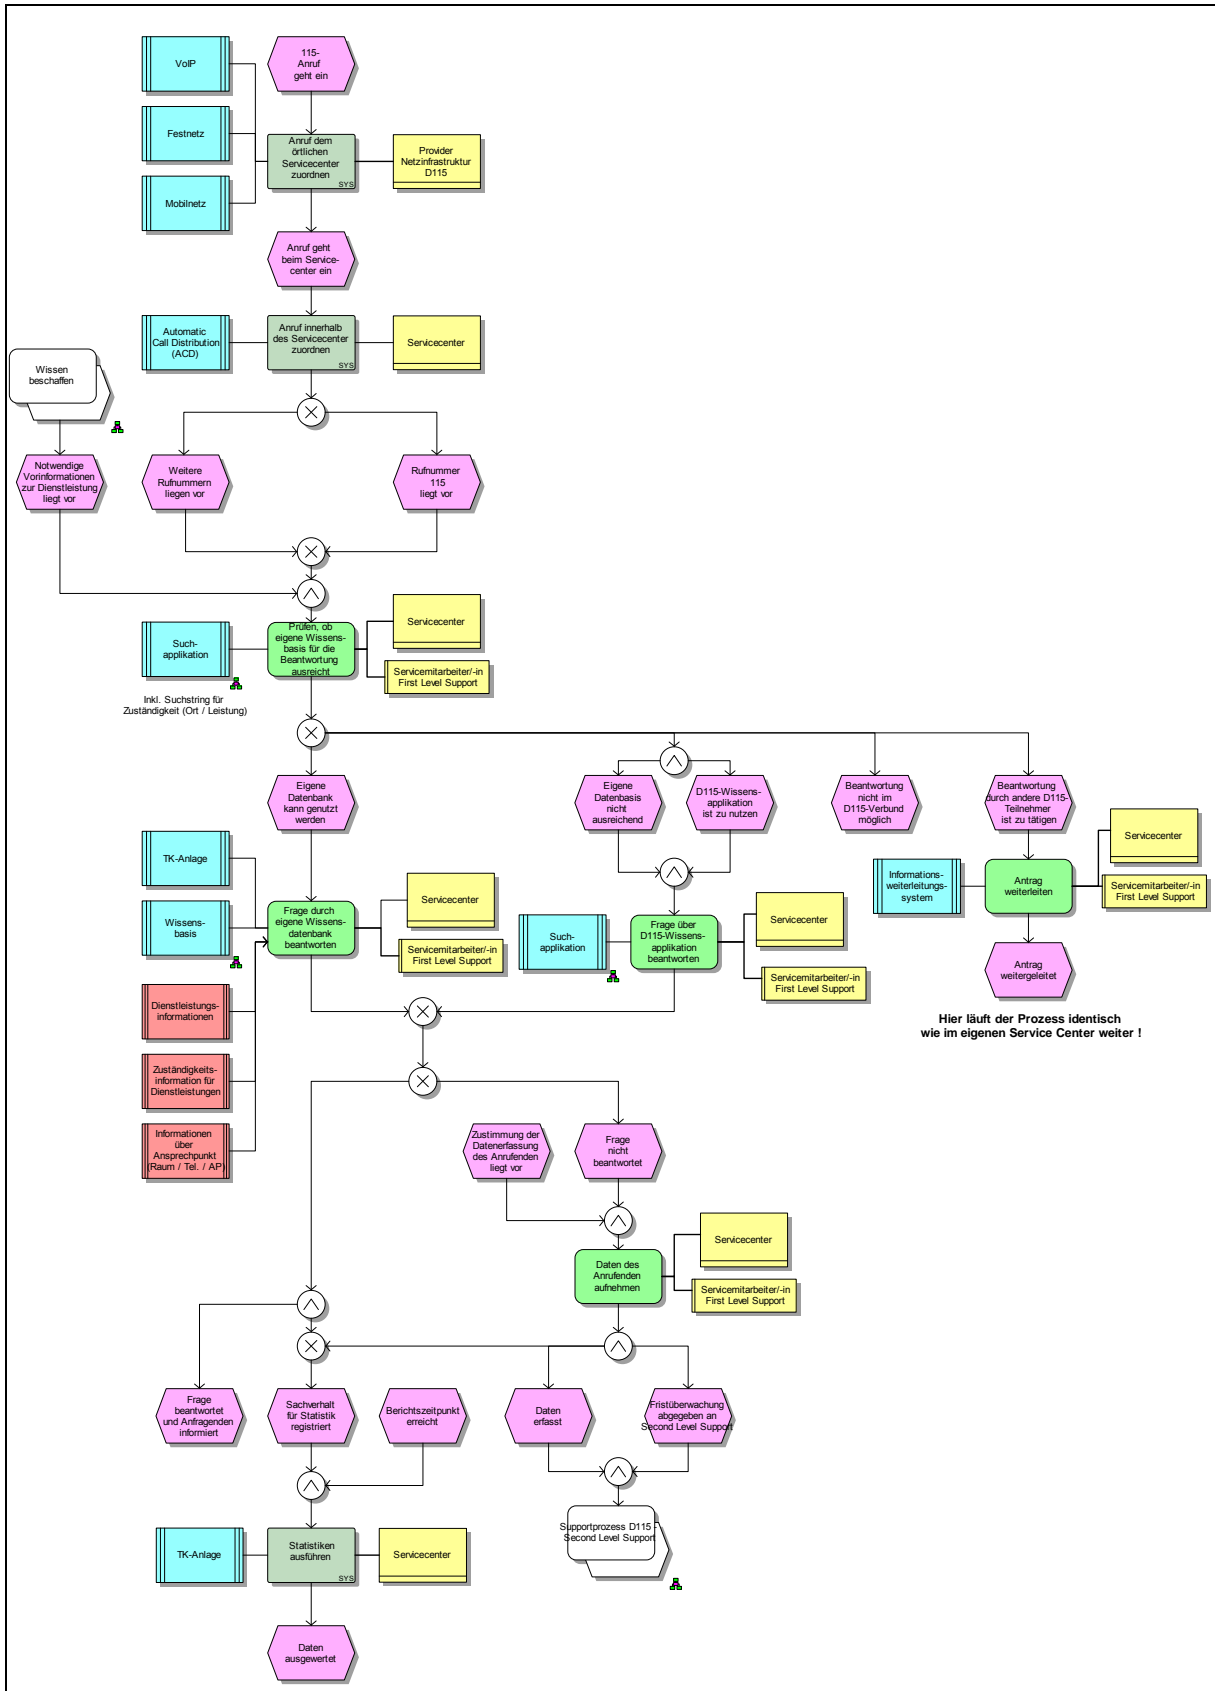 VoIP
115-
Anruf
geht ein
Festnetz
Anruf dem
örtlichen
Servicecenter
zuordnen
SYS
Provider
Netzinfrastruktur
D115
Mobilnetz
Anruf geht
beim Service-
center ein
Automatic
Call Distribution
(ACD)
Anruf innerhalb
des Servicecenter
zuordnen
SYS
Servicecenter
Wissen
beschaffen
Notwendige
Vorinformationen
zur Dienstleistung
liegt vor
Weitere
Rufnummern
liegen vor
Rufnummer
115
liegt vor
Such-
applikation
Prüfen, ob
eigene Wissens-
basis für die
Beantwortung
ausreicht
Servicecenter
Servicemitarbeiter/-in
First Level Support
Inkl. Suchstring für
Zuständigkeit (Ort / Leistung)
Eigene
Datenbank
kann genutzt
werden
Eigene
Datenbasis
nicht
ausreichend
D115-Wissens-
applikation
ist zu nutzen
Beantwortung
nicht im
D115-Verbund
möglich
Beantwortung
durch andere D115-
Teilnehmer
ist zu tätigen
Servicecenter
TK-Anlage
Informations-
weiterleitungs-
system
Antrag
weiterleiten
Servicemitarbeiter/-in
First Level Support
Wissens-
basis
Frage durch
eigene Wissens-
datenbank
beantworten
Servicecenter
Servicemitarbeiter/-in
First Level Support
Such-
applikation
Frage über
D115-Wissens-
applikation
beantworten
Servicecenter
Servicemitarbeiter/-in
First Level Support
Antrag
weitergeleitet
Dienstleistungs-
informationen
Hier läuft der Prozess identisch
wie im eigenen Service Center weiter !
Zuständigkeits-
information für
Dienstleistungen
Informationen
über
Ansprechpunkt
(Raum / Tel. / AP)
Zustimmung der
Datenerfassung
des Anrufenden
liegt vor
Frage
nicht
beantwortet
Servicecenter
Daten des
Anrufenden
aufnehmen
Servicemitarbeiter/-in
First Level Support
Frage
beantwortet
und Anfragenden
informiert
Sachverhalt
für Statistik
registriert
Berichtszeitpunkt
erreicht
Daten
erfasst
Fristüberwachung
abgegeben an
Second Level Support
Supportprozess D115 -
Second Level Support
TK-Anlage
Statistiken
ausführen
SYS
Servicecenter
Daten
ausgewertet